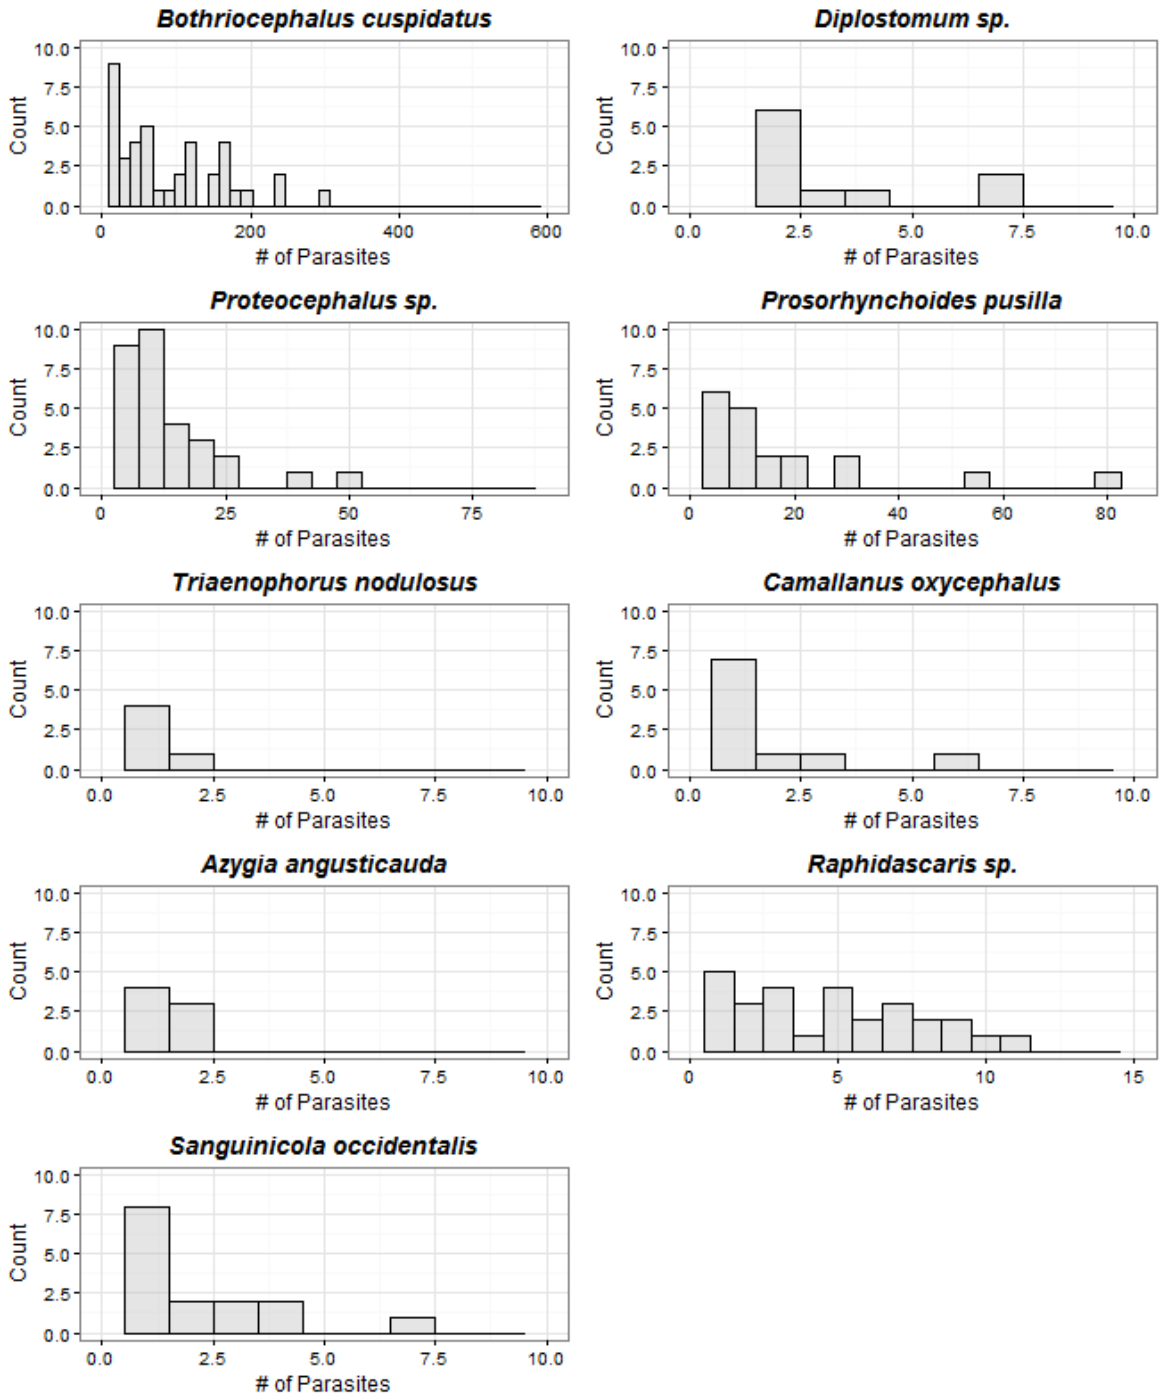 Bothriocephalus cuspidatus
Count
10.0
7.5
5.0
2.5
0.0
0 200 400 600
# of Parasites
Diplostomum sp.
Count
10.0
7.5
5.0
2.5
0.0
0.0 2.5 5.0 7.5 10.0
# of Parasites
Proteocephalus sp.
Count
10.0
7.5
5.0
2.5
0.0
0 25 50 75
# of Parasites
Prosorhynchoides pusilla
Count
10.0
7.5
5.0
2.5
0.0
0 20 40 60 80
# of Parasites
Triaenophorus nodulosus
Count
10.0
7.5
5.0
2.5
0.0
0.0 2.5 5.0 7.5 10.0
# of Parasites
Camallanus oxycephalus
Count
10.0
7.5
5.0
2.5
0.0
0.0 2.5 5.0 7.5 10.0
# of Parasites
Azygia angusticauda
Count
10.0
7.5
5.0
2.5
0.0
0.0 2.5 5.0 7.5 10.0
# of Parasites
Raphidascaris sp.
Count
10.0
7.5
5.0
2.5
0.0
0 5 10 15
# of Parasites
Sanguinicola occidentalis
Count
10.0
7.5
5.0
2.5
0.0
0.0 2.5 5.0 7.5 10.0
# of Parasites